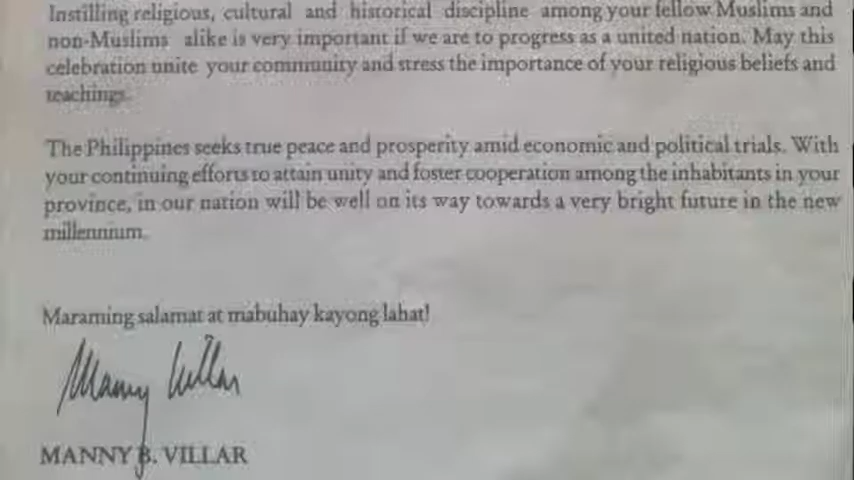 Instilling religious, cultural and historical discipline among your fellow Muslims and
non-Muslims alike is very important if we are to progress as a united nation. May this
celebration unite your community and stress the importance of your religious beliefs and
teachings.
The Philippines seeks true peace and prosperity amid economic and political trials. With
your continuing efforts to attain unity and foster cooperation among the inhabitants in your
province, in our nation will be well on its way towards a very bright future in the new
millennium.
Maraming salamat at mabuhay kayong lahat!
Manny Villar
MANNY B. VILLAR